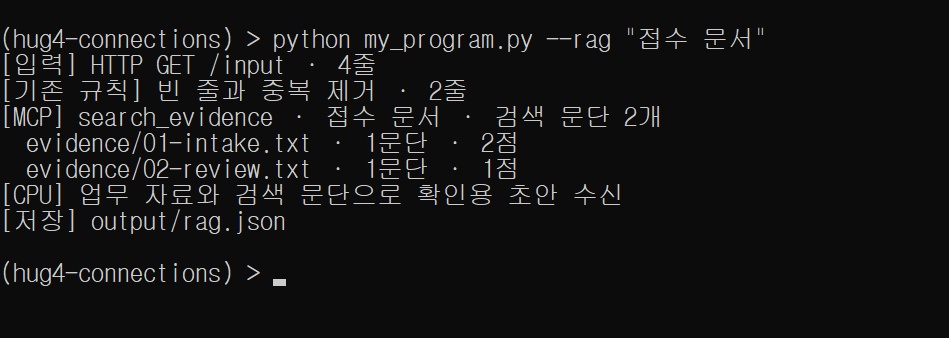 (hug4-connections) > python my_program.py --rag "접수 문서"
[입력] HTTP GET /input · 4줄
[기존 규칙] 빈 줄과 중복 제거 · 2줄
[MCP] search_evidence · 접수 문서 · 검색 문단 2개
  evidence/01-intake.txt · 1문단 · 2점
  evidence/02-review.txt · 1문단 · 1점
[CPU] 업무 자료와 검색 문단으로 확인용 초안 수신
[저장] output/rag.json
(hug4-connections) >